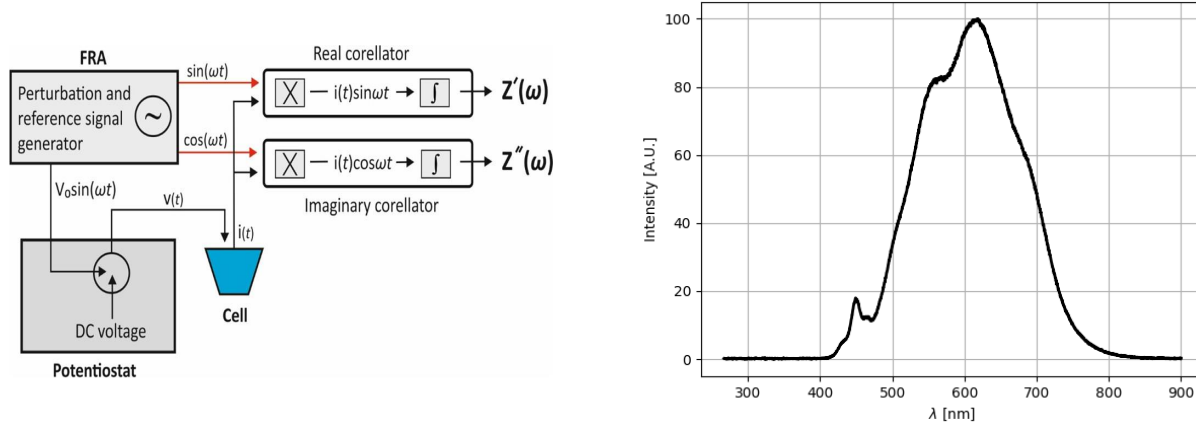 FRA
Perturbation and
reference signal
generator
~
sin(ωt)
cos(ωt)
Real corellator
X
i(t)sinωt
∫
Z′(ω)
X
i(t)cosωt
∫
Z″(ω)
Imaginary corellator
V₀sin(ωt)
v(t)
i(t)
DC voltage
Cell
Potentiostat
Intensity [A.U.]
100
80
60
40
20
0
300 400 500 600 700 800 900
λ [nm]